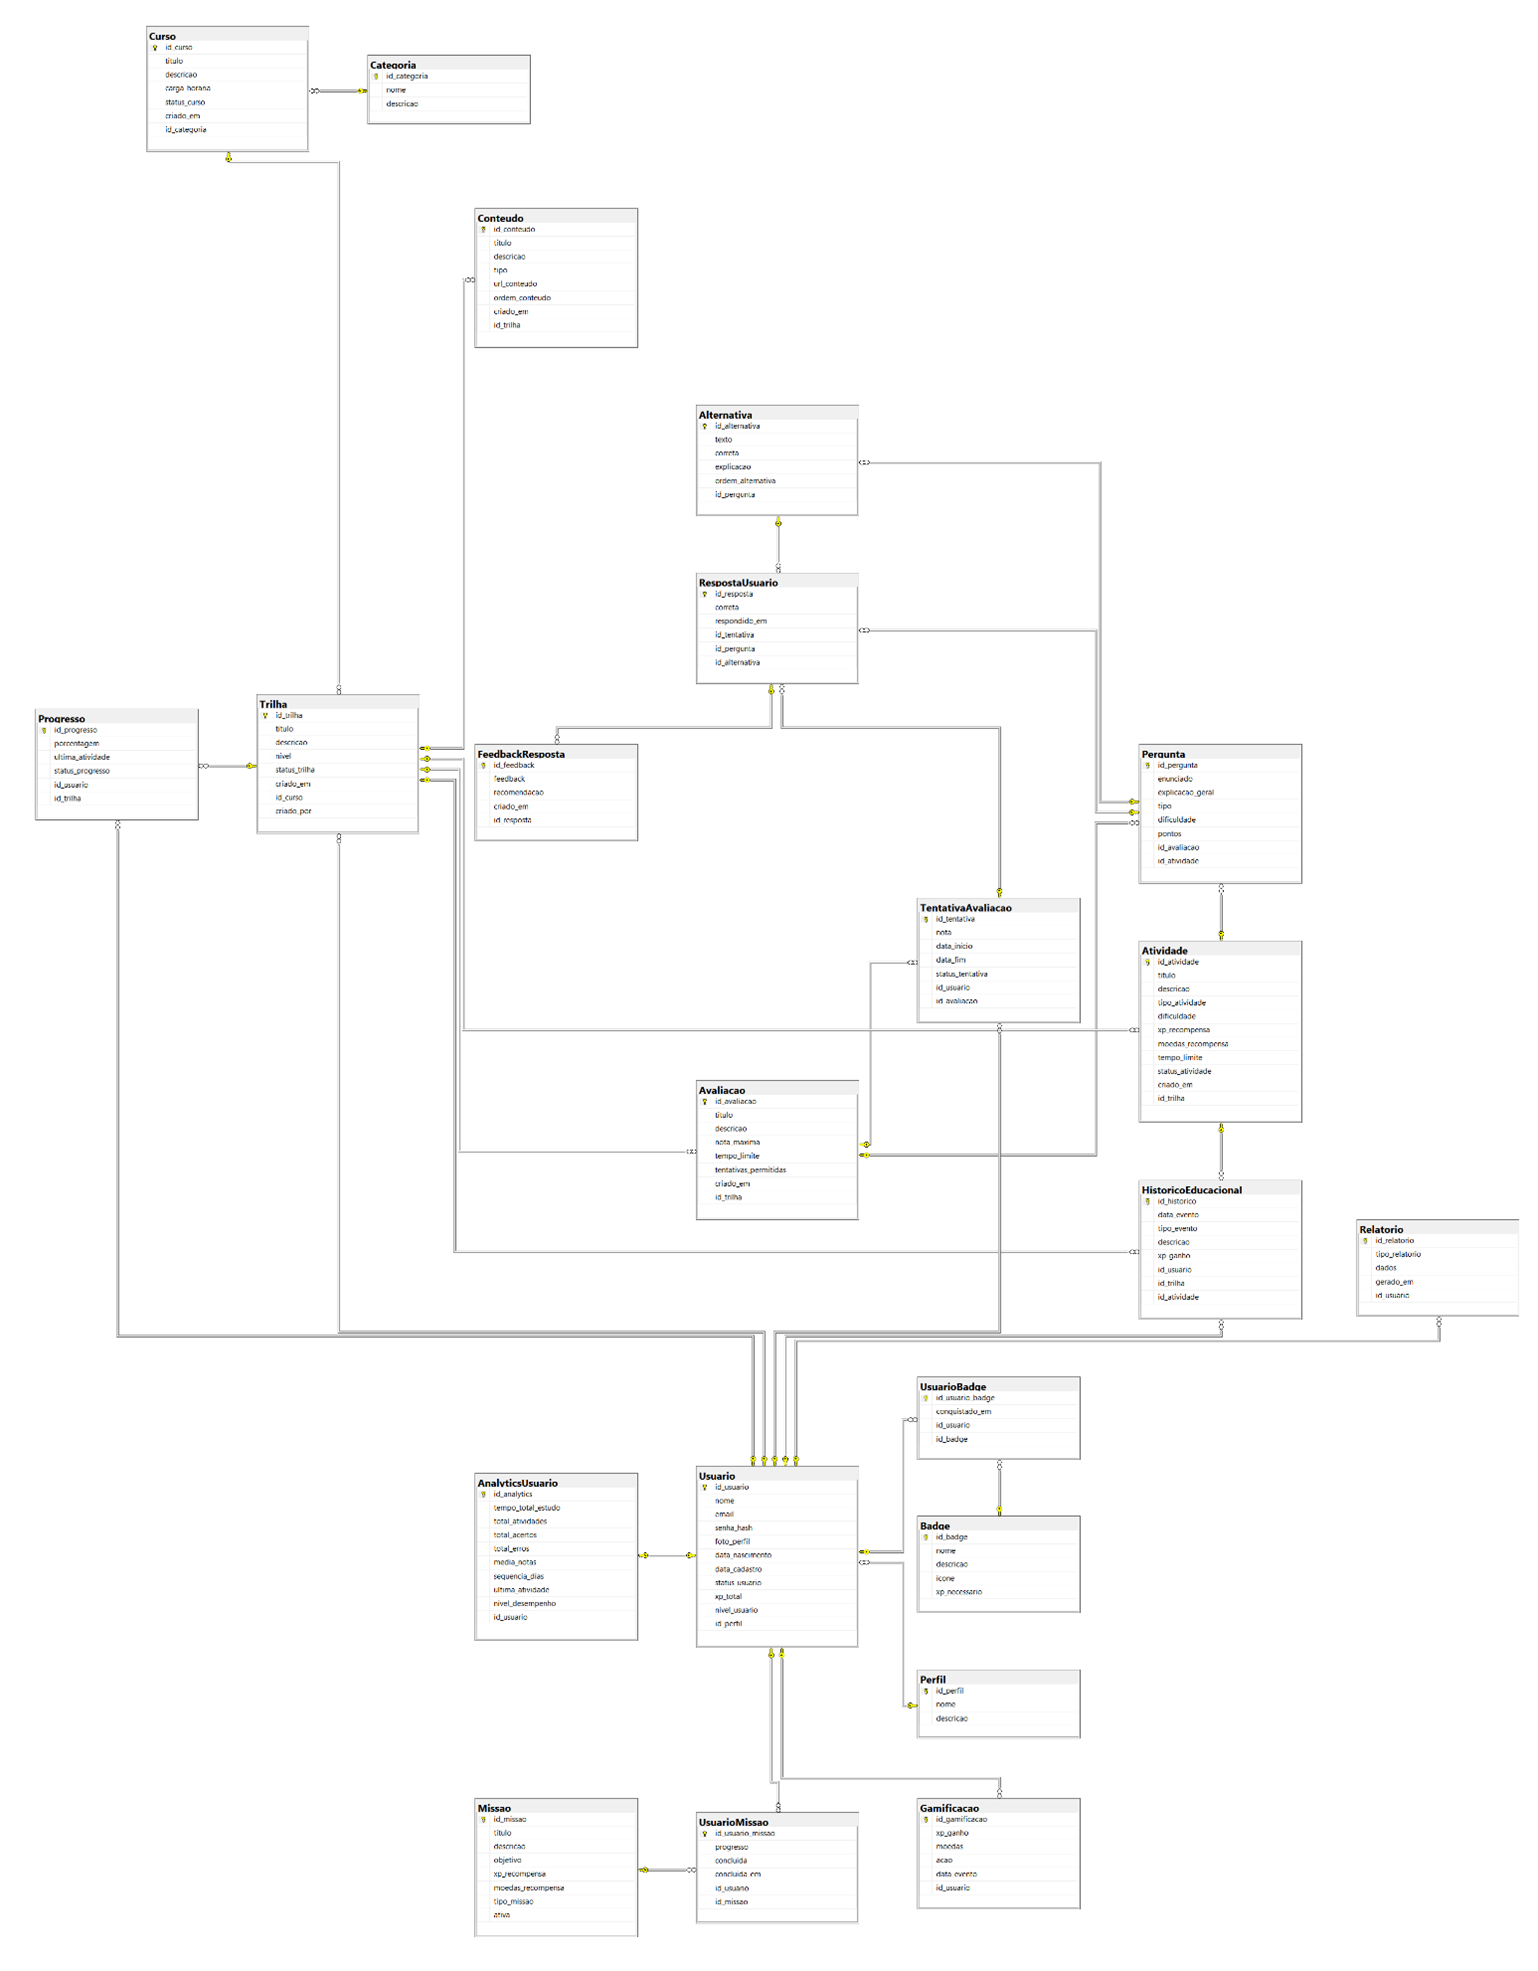 Curso
id_curso
titulo
descricao
carga_horaria
status_curso
criado_em
id_categoria
Categoria
id_categoria
nome
descricao
Conteudo
id_conteudo
titulo
descricao
tipo
url_conteudo
ordem_conteudo
criado_em
id_trilha
Alternativa
id_alternativa
texto
correta
explicacao
ordem_alternativa
id_pergunta
RespostaUsuario
id_resposta
correta
respondido_em
id_tentativa
id_pergunta
id_alternativa
Trilha
id_trilha
titulo
descricao
nivel
status_trilha
criado_em
id_curso
criado_por
Progresso
id_progresso
porcentagem
ultima_atividade
status_progresso
id_usuario
id_trilha
FeedbackResposta
id_feedback
feedback
recomendacao
criado_em
id_resposta
Pergunta
id_pergunta
enunciado
explicacao_geral
tipo
dificuldade
pontos
id_avaliacao
id_atividade
TentativaAvaliacao
id_tentativa
nota
data_inicio
data_fim
status_tentativa
id_usuario
id_avaliacao
Atividade
id_atividade
titulo
descricao
tipo_atividade
dificuldade
xp_recompensa
moedas_recompensa
tempo_limite
status_atividade
criado_em
id_trilha
Avaliacao
id_avaliacao
titulo
descricao
nota_maxima
tempo_limite
tentativas_permitidas
criado_em
id_trilha
HistoricoEducacional
id_historico
data_evento
tipo_evento
descricao
xp_ganho
id_usuario
id_trilha
id_atividade
Relatorio
id_relatorio
tipo_relatorio
dados
gerado_em
id_usuario
UsuarioBadge
id_usuario_badge
conquistado_em
id_usuario
id_badge
AnalyticsUsuario
id_analytics
tempo_total_estudo
total_atividades
total_acertos
total_erros
media_notas
sequencia_dias
ultima_atividade
nivel_desempenho
id_usuario
Usuario
id_usuario
nome
email
senha_hash
foto_perfil
data_nascimento
data_cadastro
status_usuario
xp_total
nivel_usuario
id_perfil
Badge
id_badge
nome
descricao
icone
xp_necessario
Perfil
id_perfil
nome
descricao
Missao
id_missao
titulo
descricao
objetivo
xp_recompensa
moedas_recompensa
tipo_missao
ativa
UsuarioMissao
id_usuario_missao
progresso
concluida
concluida_em
id_usuario
id_missao
Gamificacao
id_gamificacao
xp_ganho
moedas
acao
data_evento
id_usuario